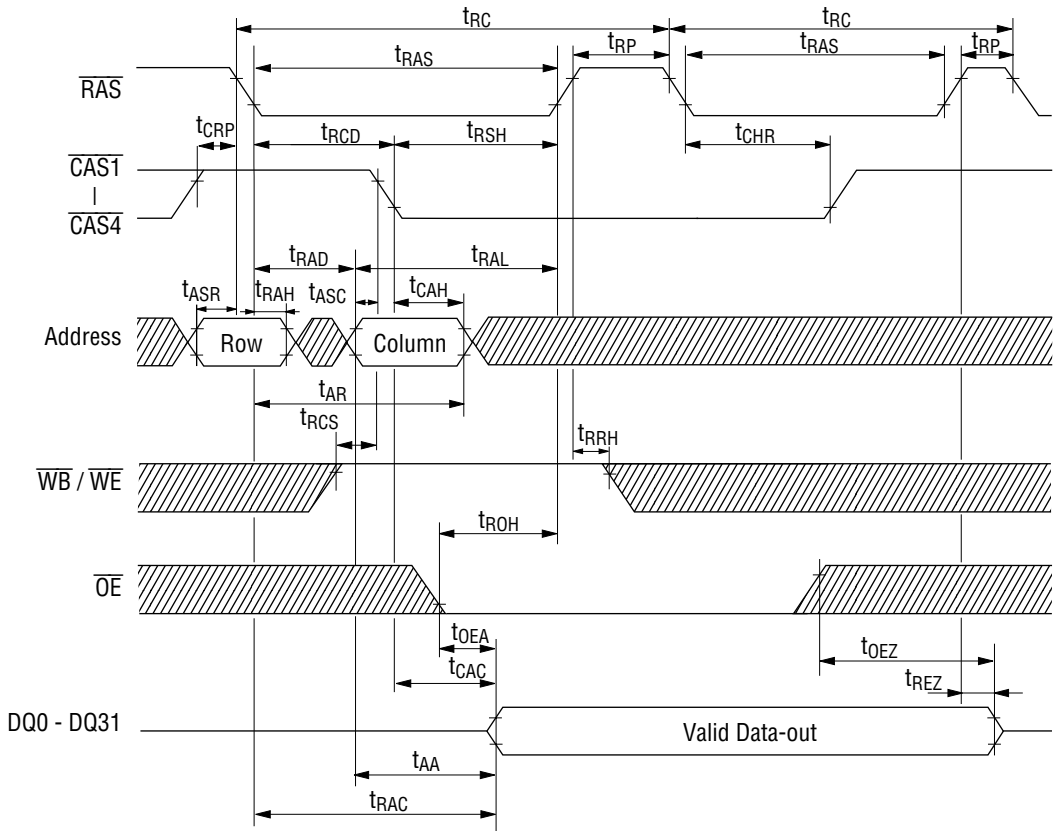 tRC tRC
tRAS tRP tRAS tRP
RAS
tCRP tRCD tRSH tCHR
CAS1
|
CAS4
tRAD tRAL
tASR tRAH tASC tCAH
Address Row Column
tAR
tRCS tRRH
WB / WE
tROH
OE
tOEA tOEZ
tCAC tREZ
DQ0 - DQ31 Valid Data-out
tAA
tRAC